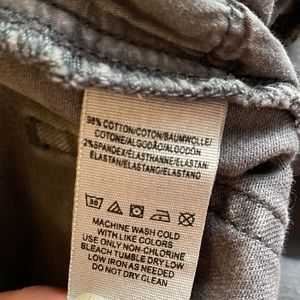 98% COTTON/COTON/BAUMWOLLE/
COTONE/ALGODÃO/ALGODÓN
2% SPANDEX/ELASTHANNE/ELASTAN/
ELASTAN/ELASTANO/ELASTANO
30
MACHINE WASH COLD
WITH LIKE COLORS
USE ONLY NON-CHLORINE
BLEACH TUMBLE DRY LOW
LOW IRON AS NEEDED
DO NOT DRY CLEAN